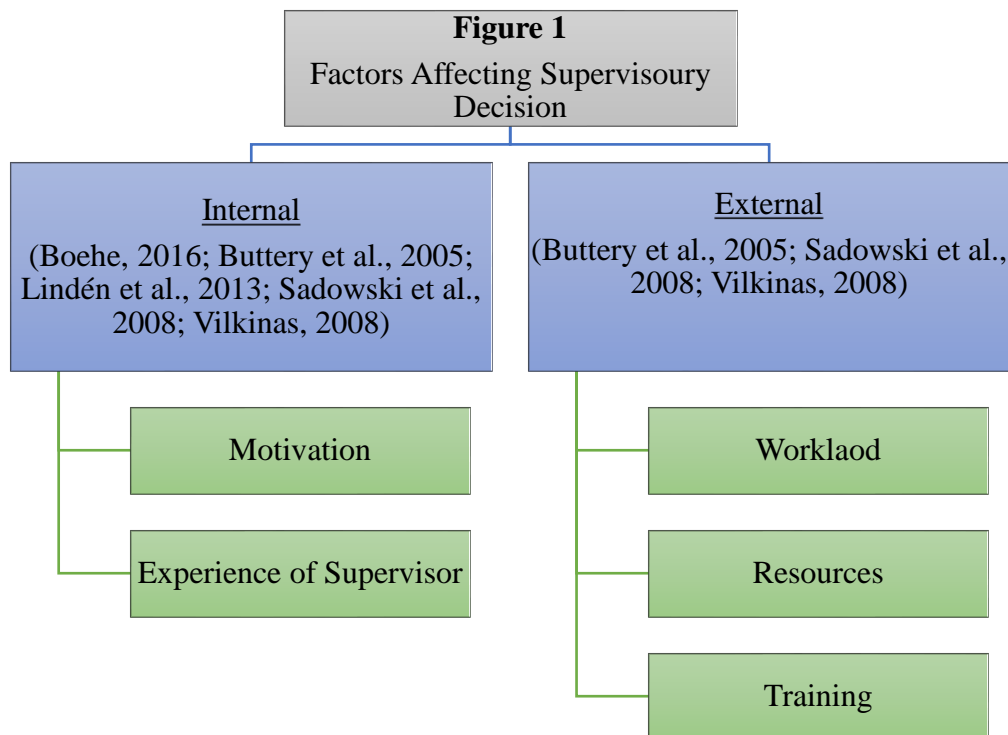 Figure 1
Factors Affecting Supervisoury
Decision
Internal
(Boehe, 2016; Buttery et al., 2005;
Lindén et al., 2013; Sadowski et al.,
2008; Vilkinas, 2008)
Motivation
Experience of Supervisor
External
(Buttery et al., 2005; Sadowski et al.,
2008; Vilkinas, 2008)
Worklaod
Resources
Training